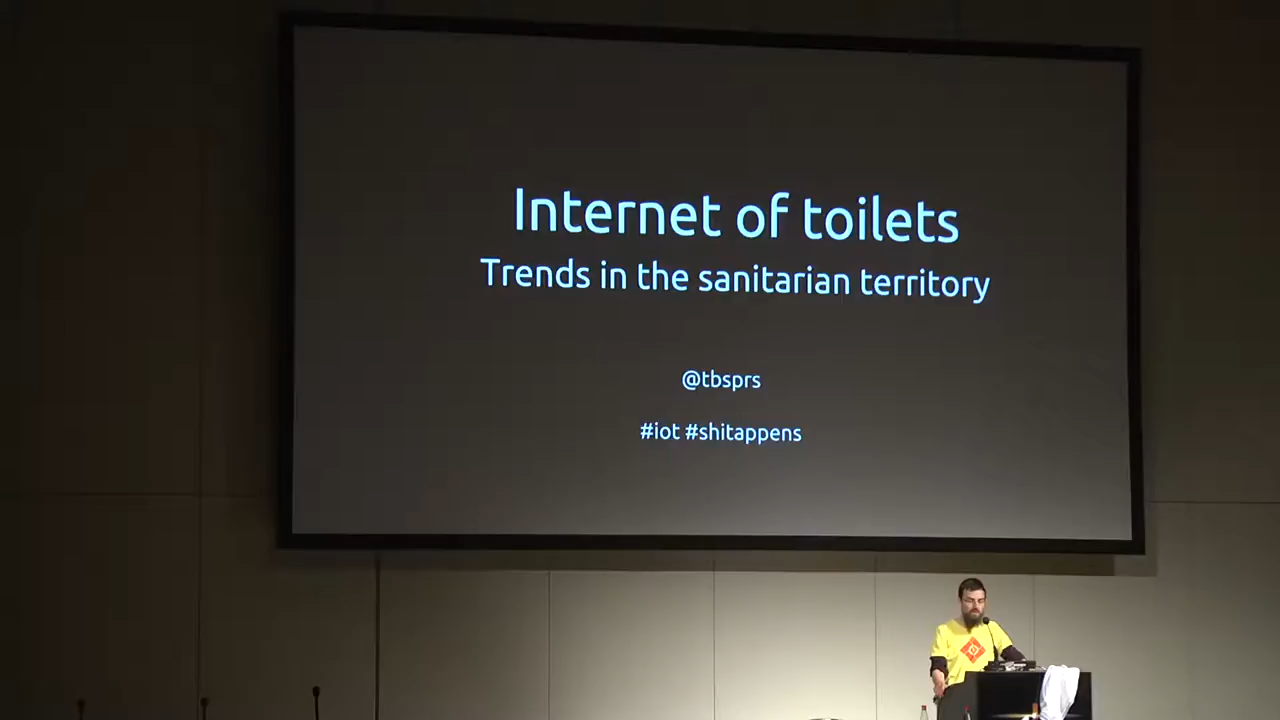 Internet of toilets
Trends in the sanitarian territory
@tbsprs
#iot #shitappens